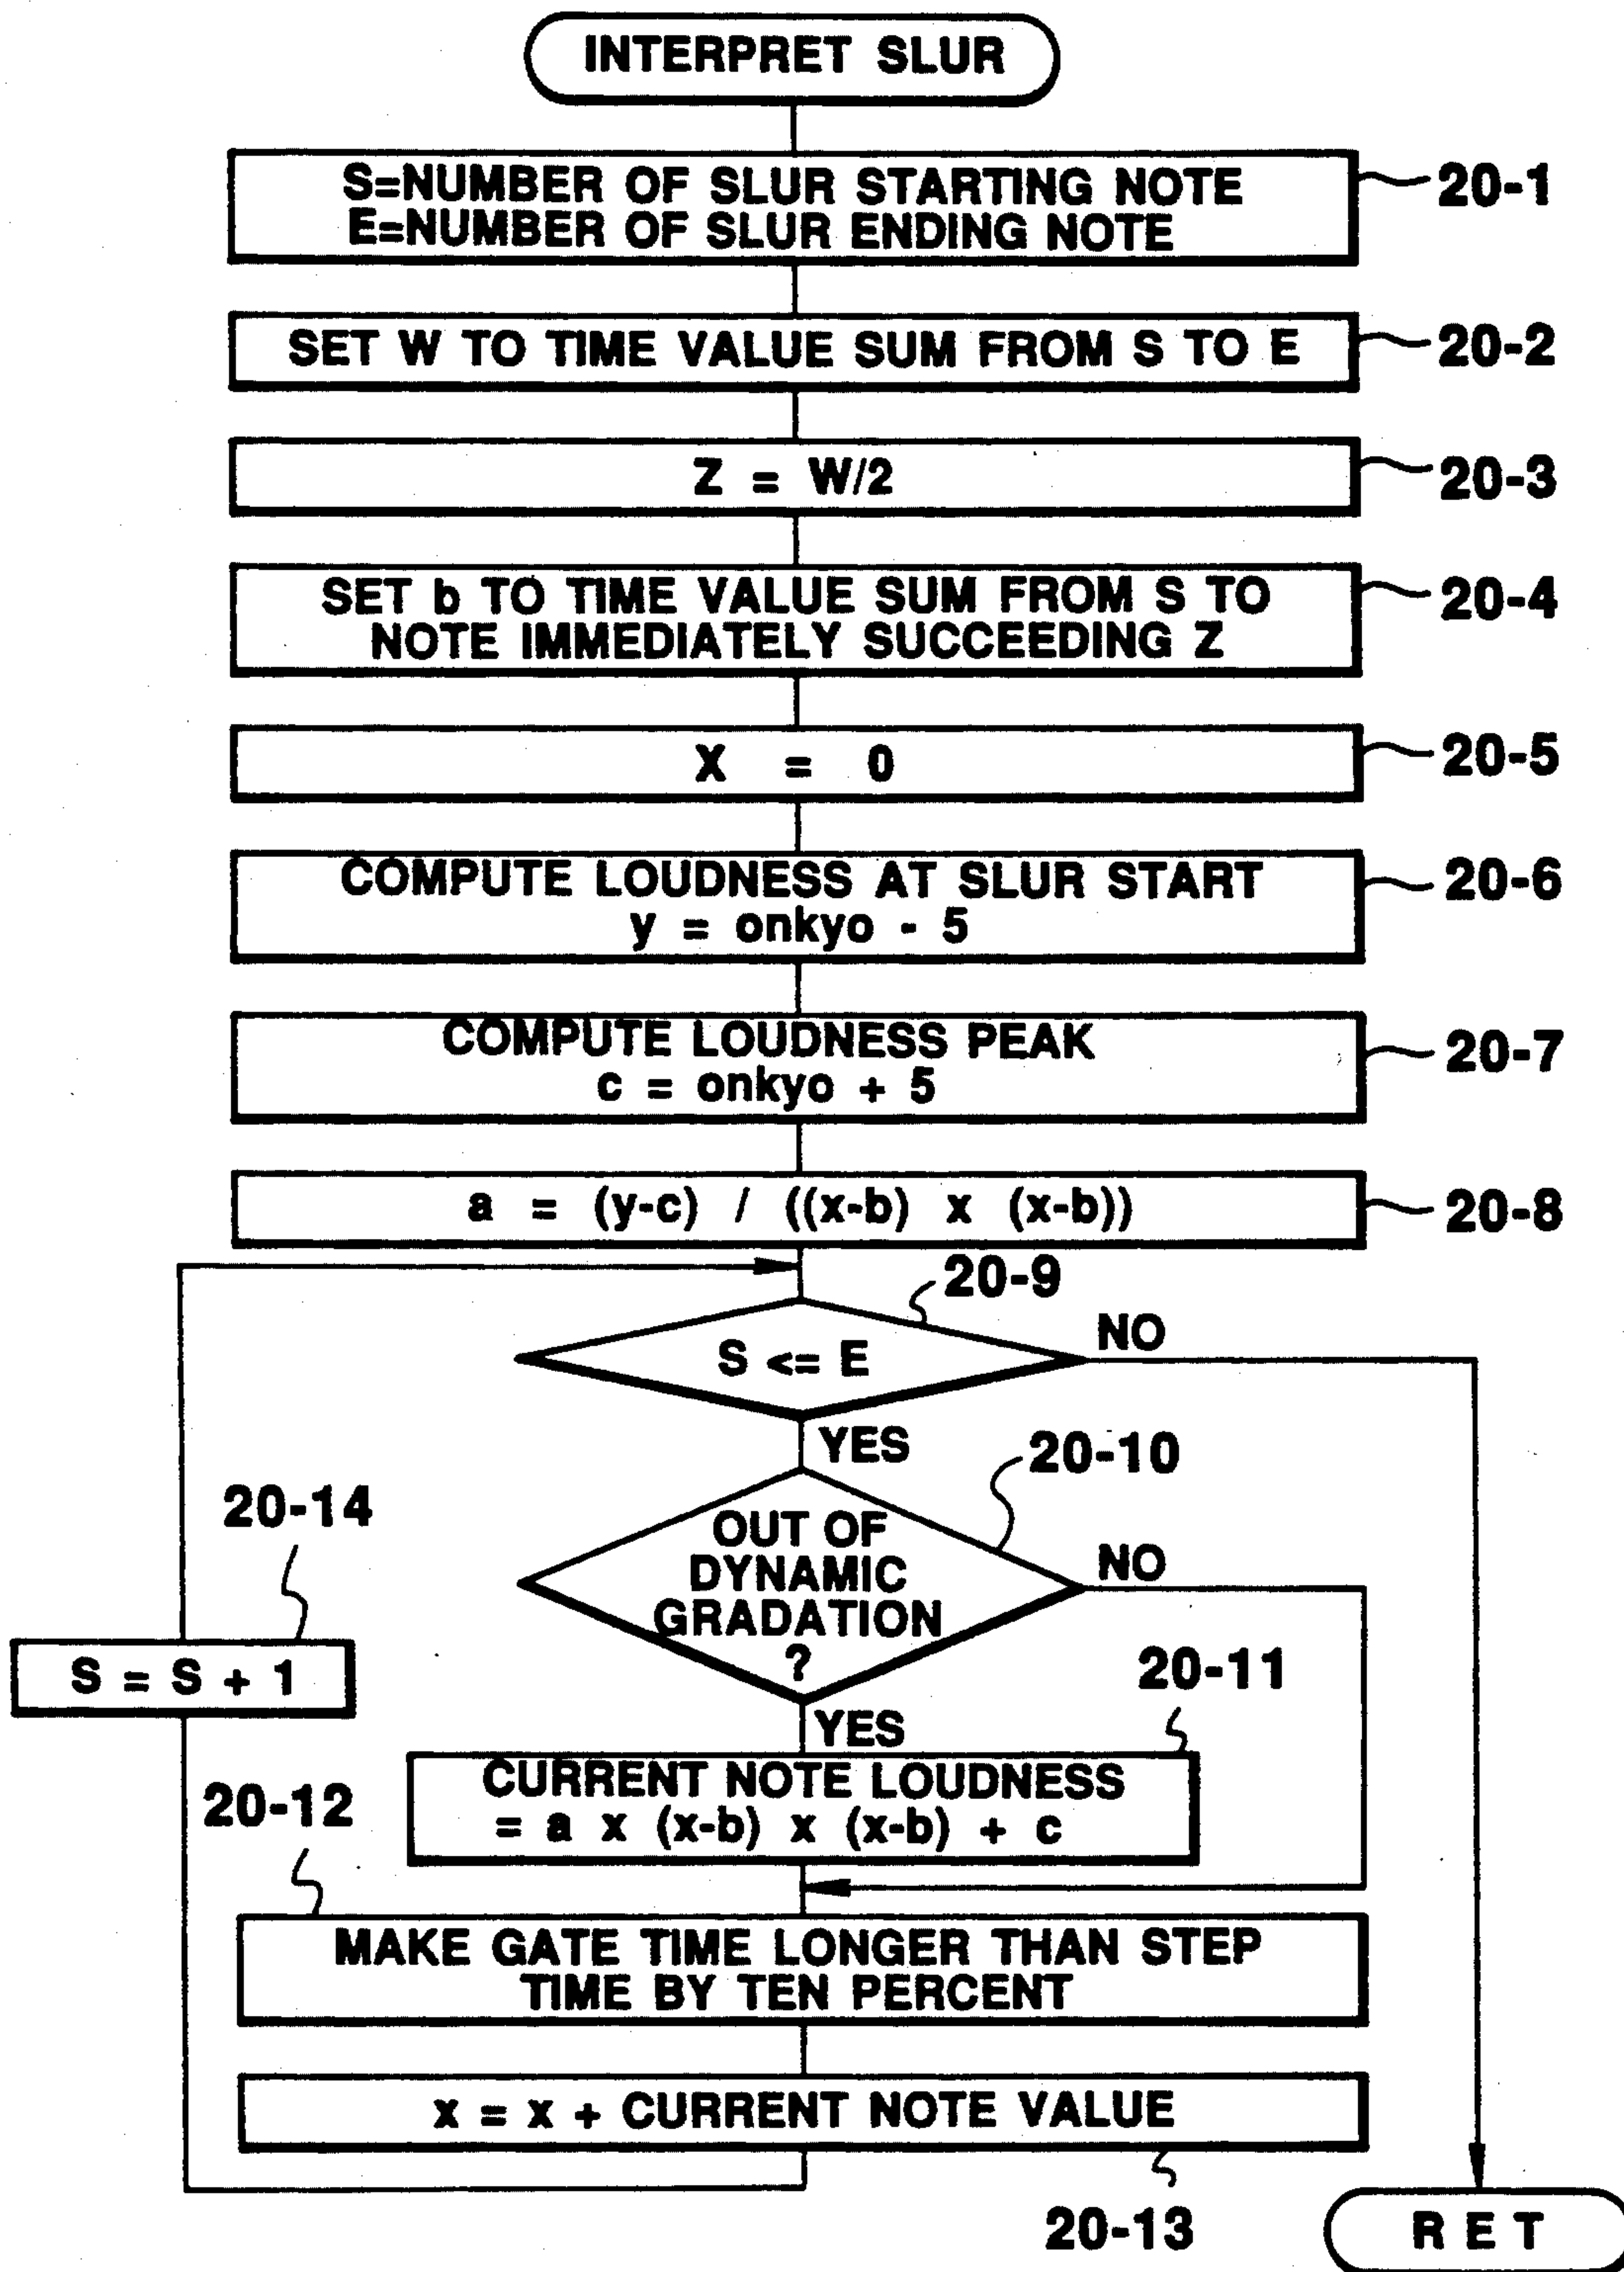 INTERPRET SLUR
S=NUMBER OF SLUR STARTING NOTE
E=NUMBER OF SLUR ENDING NOTE
20-1
SET W TO TIME VALUE SUM FROM S TO E
20-2
Z = W/2
20-3
SET b TO TIME VALUE SUM FROM S TO
NOTE IMMEDIATELY SUCCEEDING Z
20-4
X = 0
20-5
COMPUTE LOUDNESS AT SLUR START
y = onkyo - 5
20-6
COMPUTE LOUDNESS PEAK
c = onkyo + 5
20-7
a = (y-c) / ((x-b) x (x-b))
20-8
20-9
S <= E
NO
YES
20-10
OUT OF
DYNAMIC
GRADATION
?
NO
YES
20-14
S = S + 1
20-11
CURRENT NOTE LOUDNESS
= a x (x-b) x (x-b) + c
20-12
MAKE GATE TIME LONGER THAN STEP
TIME BY TEN PERCENT
x = x + CURRENT NOTE VALUE
20-13
RET